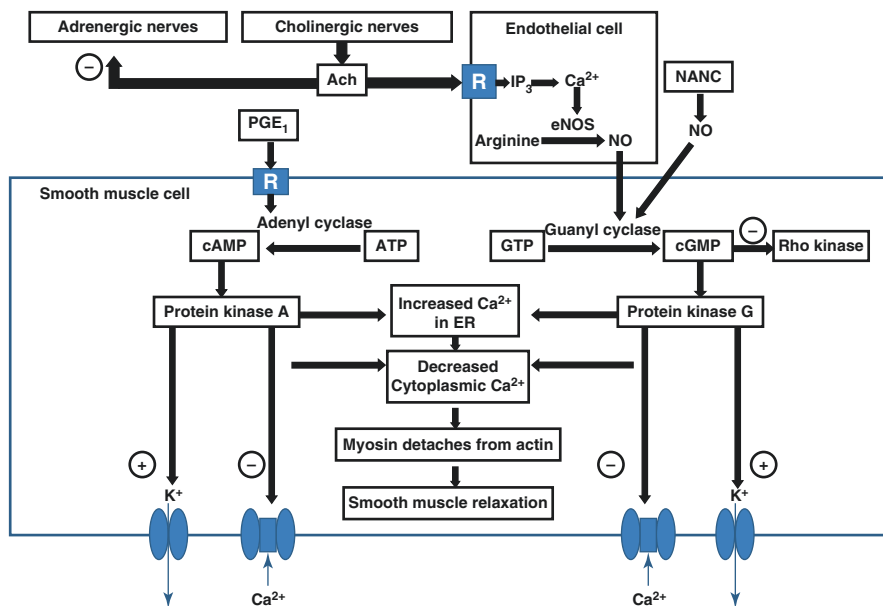 Adrenergic nerves
Cholinergic nerves
Endothelial cell
−
Ach
R
IP₃
Ca²⁺
NANC
eNOS
Arginine
NO
NO
PGE₁
R
Smooth muscle cell
Adenyl cyclase
Guanyl cyclase
cAMP
ATP
GTP
cGMP
−
Rho kinase
Protein kinase A
Increased Ca²⁺
in ER
Protein kinase G
Decreased
Cytoplasmic Ca²⁺
Myosin detaches from actin
+
−
−
+
Smooth muscle relaxation
K⁺
K⁺
Ca²⁺
Ca²⁺